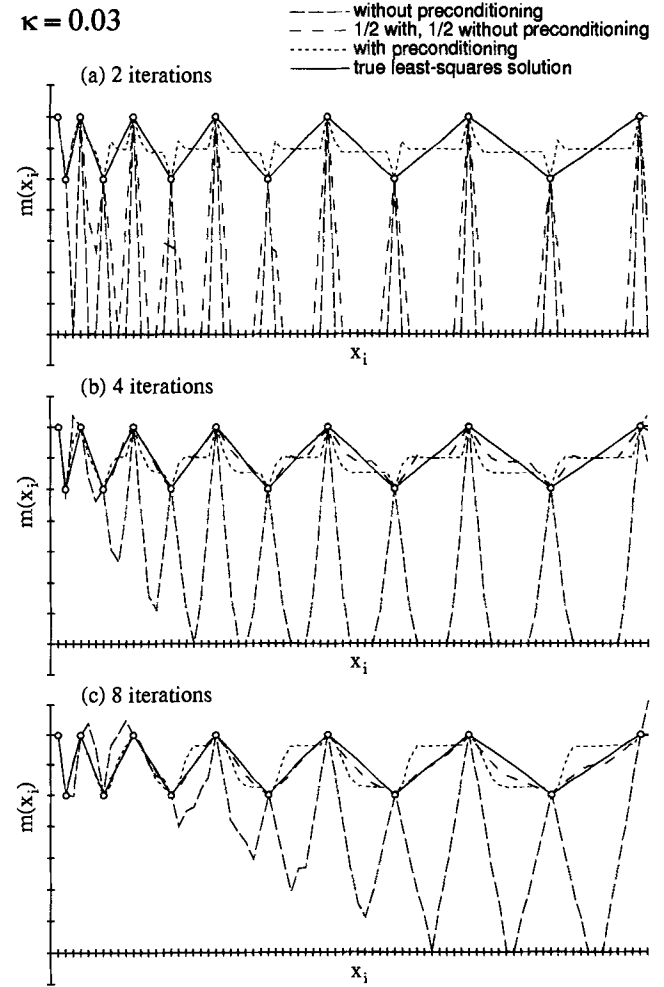 κ = 0.03
without preconditioning
1/2 with, 1/2 without preconditioning
with preconditioning
true least-squares solution
(a) 2 iterations
m(xᵢ)
xᵢ
(b) 4 iterations
m(xᵢ)
xᵢ
(c) 8 iterations
m(xᵢ)
xᵢ